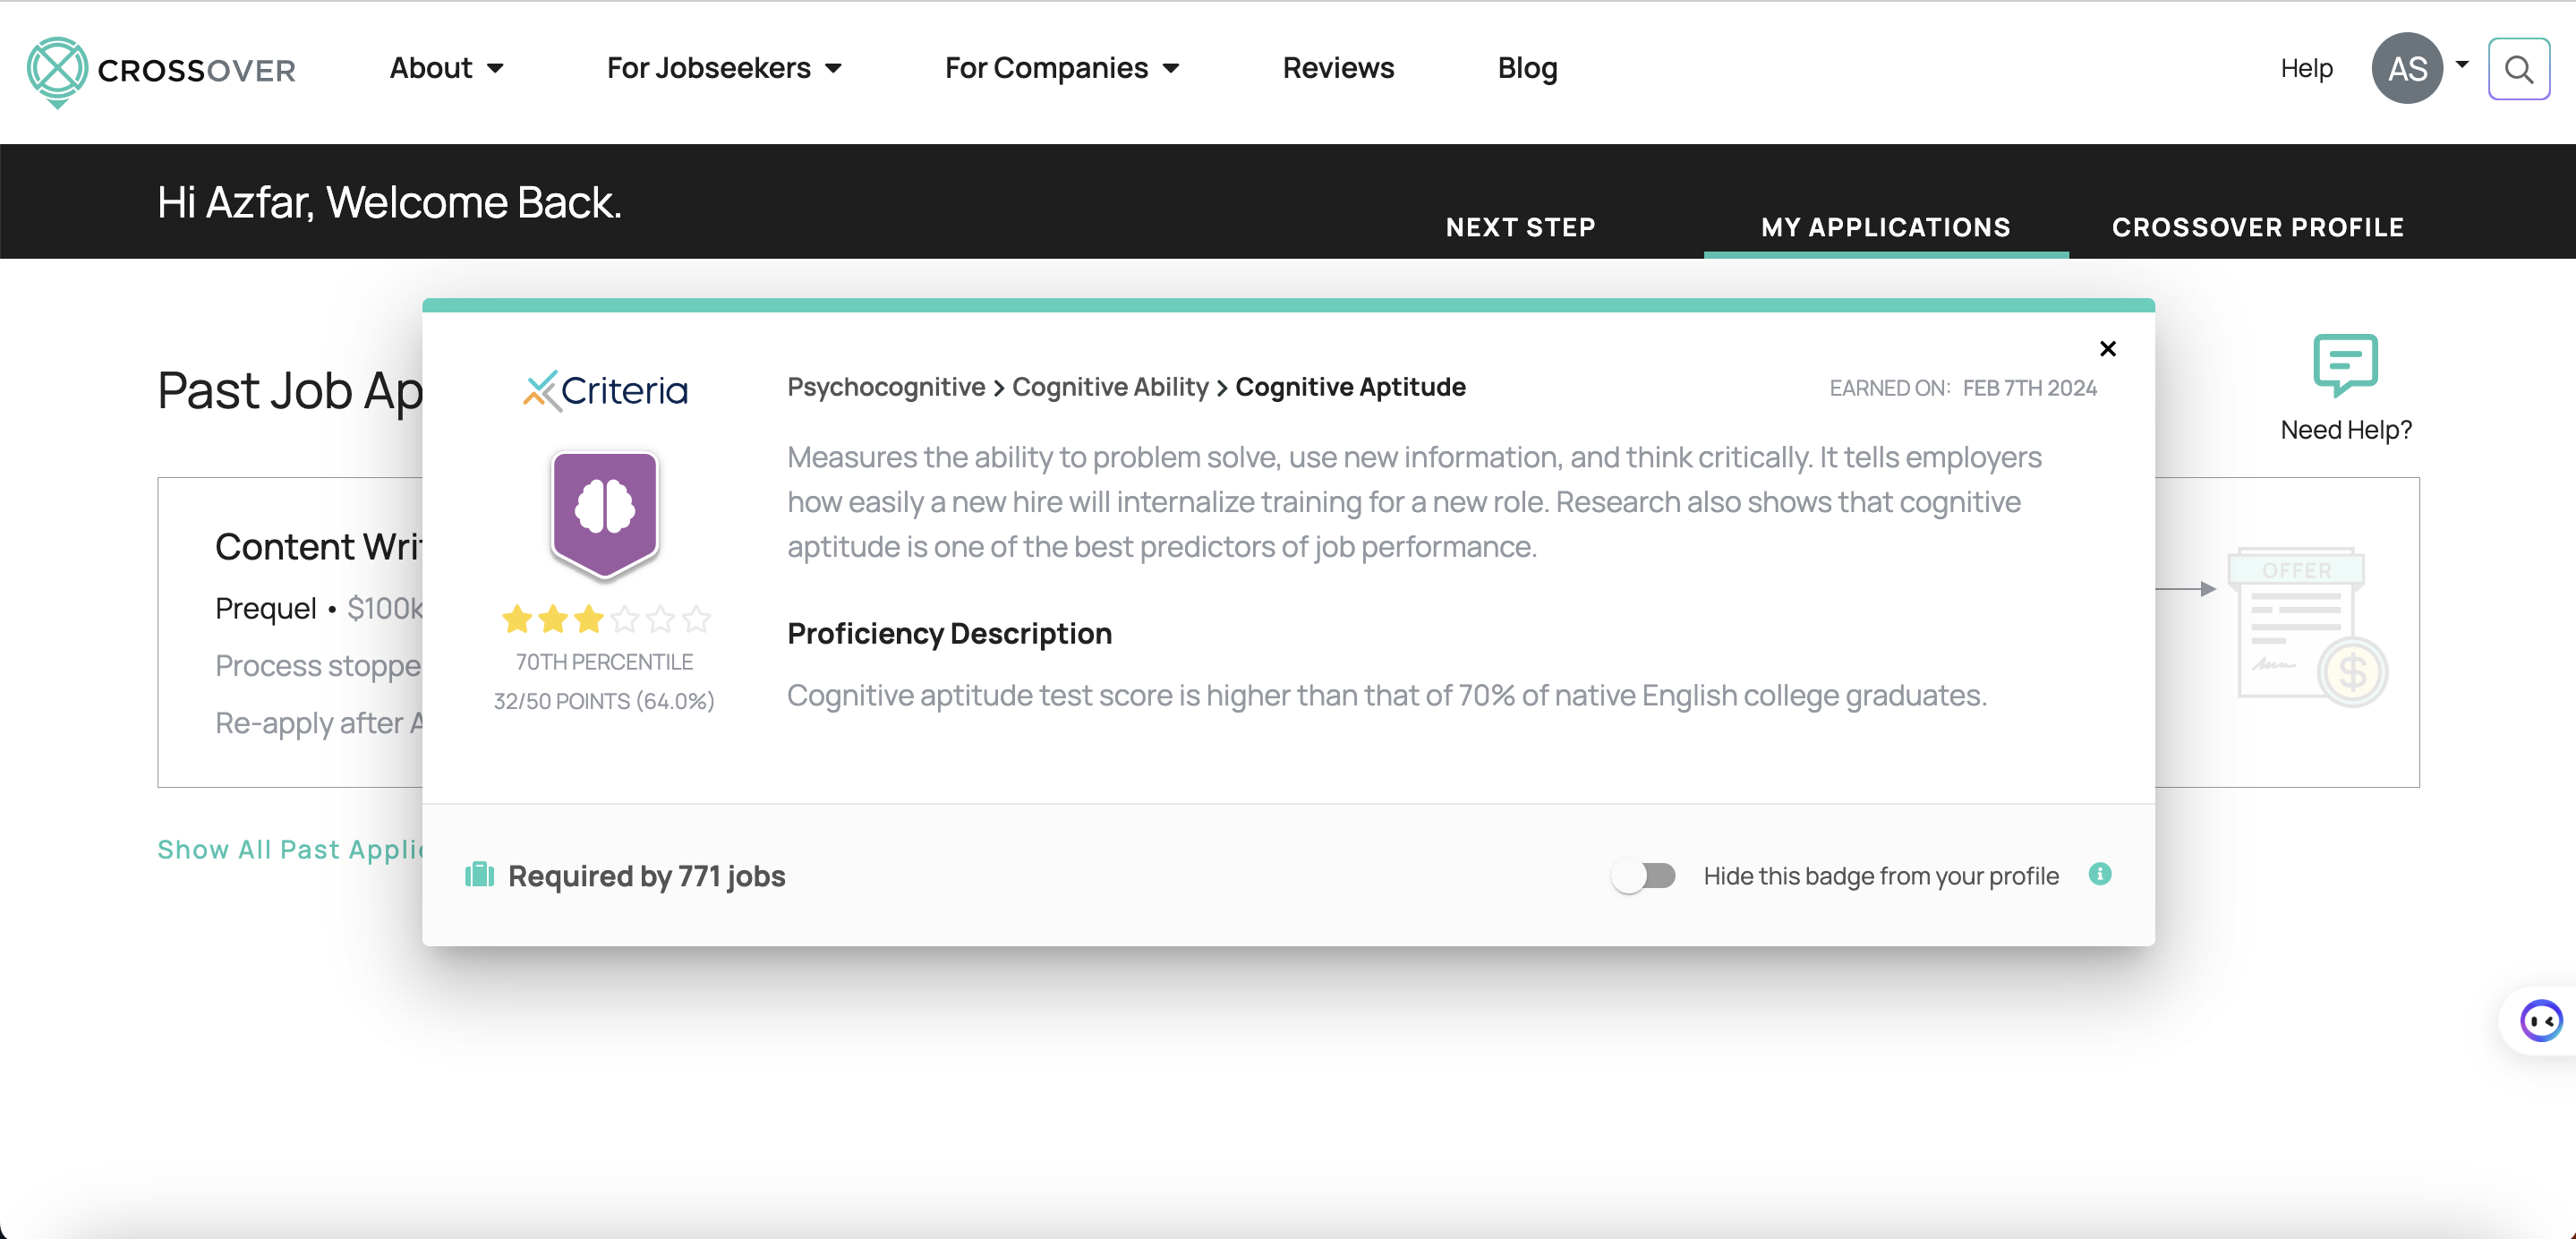 CROSSOVER
About
For Jobseekers
For Companies
Reviews
Blog
Help
AS
Hi Azfar, Welcome Back.
NEXT STEP
MY APPLICATIONS
CROSSOVER PROFILE
Past Job Ap
Need Help?
Content Wri
Prequel • $100k
Process stoppe
Re-apply after A
OFFER
$
Show All Past Applic
×
Criteria
70TH PERCENTILE
32/50 POINTS (64.0%)
Psychocognitive > Cognitive Ability > Cognitive Aptitude
EARNED ON: FEB 7TH 2024
Measures the ability to problem solve, use new information, and think critically. It tells employers
how easily a new hire will internalize training for a new role. Research also shows that cognitive
aptitude is one of the best predictors of job performance.
Proficiency Description
Cognitive aptitude test score is higher than that of 70% of native English college graduates.
Required by 771 jobs
Hide this badge from your profile